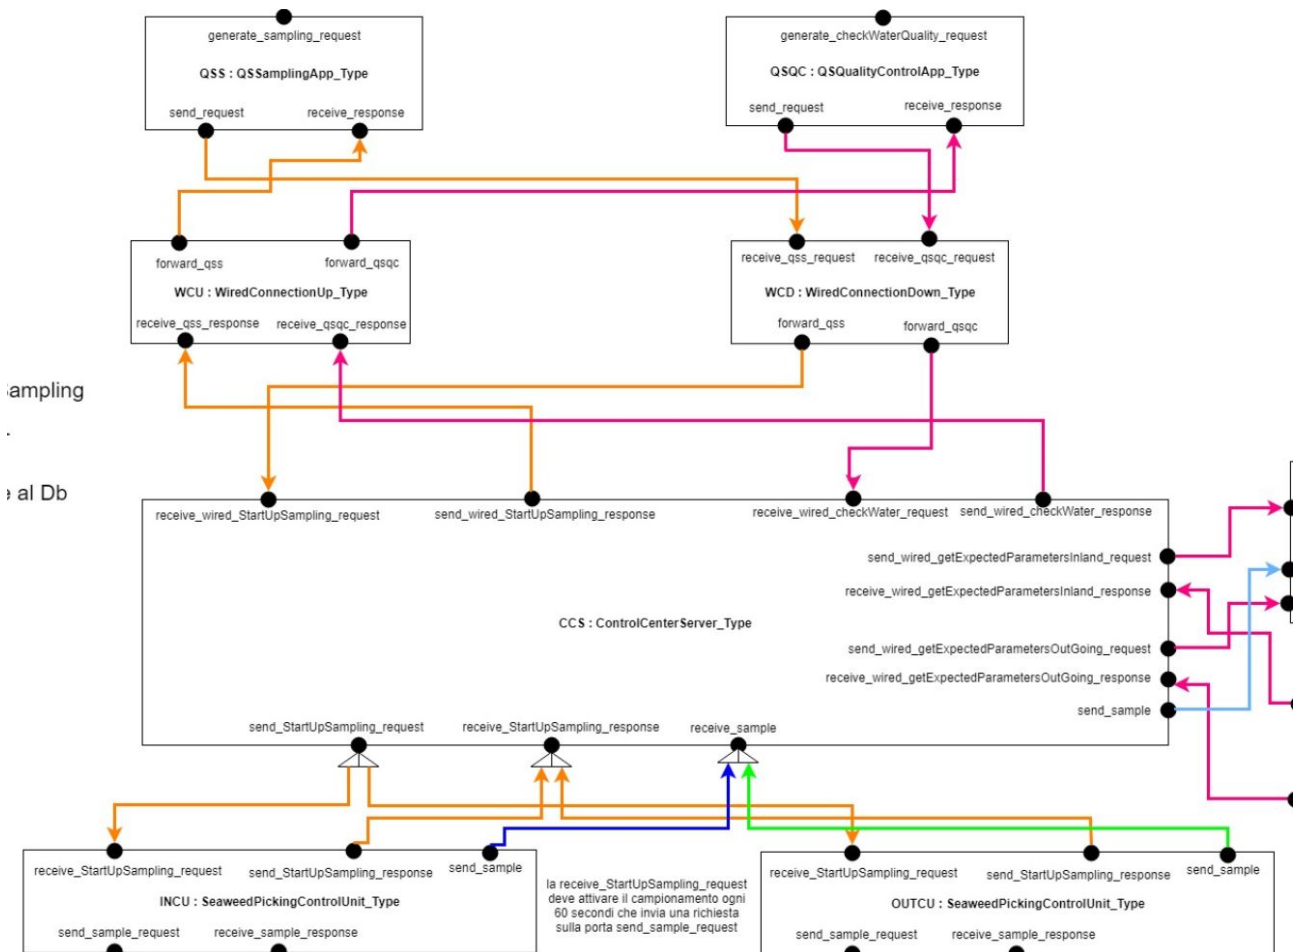 generate_sampling_request
generate_checkWaterQuality_request
QSS : QSSamplingApp_Type
QSQC : QSQualityControlApp_Type
send_request
receive_response
send_request
receive_response
forward_qss
forward_qsqc
receive_qss_request
receive_qsqc_request
WCU : WiredConnectionUp_Type
WCD : WiredConnectionDown_Type
receive_qss_response
receive_qsqc_response
forward_qss
forward_qsqc
ampling
al Db
receive_wired_StartUpSampling_request
send_wired_StartUpSampling_response
receive_wired_checkWater_request
send_wired_checkWater_response
send_wired_getExpectedParametersInland_request
receive_wired_getExpectedParametersInland_response
CCS : ControlCenterServer_Type
send_wired_getExpectedParametersOutGoing_request
receive_wired_getExpectedParametersOutGoing_response
send_sample
send_StartUpSampling_request
receive_StartUpSampling_response
receive_sample
receive_StartUpSampling_request
send_StartUpSampling_response
send_sample
la receive_StartUpSampling_request
deve attivare il campionamento ogni
60 secondi che invia una richiesta
sulla porta send_sample_request
receive_StartUpSampling_request
send_StartUpSampling_response
send_sample
INCU : SeaweedPickingControlUnit_Type
OUTCU : SeaweedPickingControlUnit_Type
send_sample_request
receive_sample_response
send_sample_request
receive_sample_response